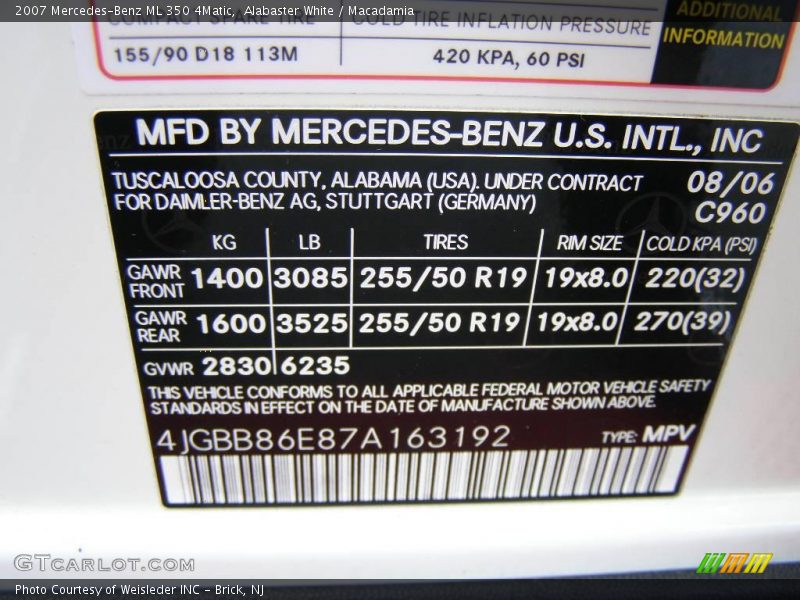 2007 Mercedes-Benz ML 350 4Matic, Alabaster White / Macadamia
COMPACT SPARE TIRE COLD TIRE INFLATION PRESSURE
155/90 D18 113M 420 KPA, 60 PSI
ADDITIONAL
INFORMATION
MFD BY MERCEDES-BENZ U.S. INTL., INC
TUSCALOOSA COUNTY, ALABAMA (USA). UNDER CONTRACT 08/06
FOR DAIMLER-BENZ AG, STUTTGART (GERMANY) C960
KG LB TIRES RIM SIZE COLD KPA (PSI)
GAWR FRONT 1400 3085 255/50 R19 19x8.0 220(32)
GAWR REAR 1600 3525 255/50 R19 19x8.0 270(39)
GVWR 2830 6235
THIS VEHICLE CONFORMS TO ALL APPLICABLE FEDERAL MOTOR VEHICLE SAFETY
STANDARDS IN EFFECT ON THE DATE OF MANUFACTURE SHOWN ABOVE.
4JGBB86E87A163192 TYPE: MPV
GTCARLOT.COM
Photo Courtesy of Weisleder INC - Brick, NJ